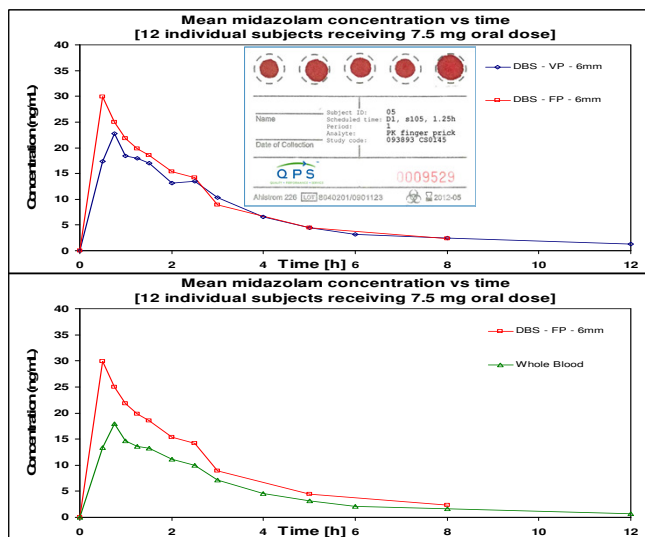 Mean midazolam concentration vs time
[12 individual subjects receiving 7.5 mg oral dose]
40
35
30
25
20
15
10
5
0
Concentration (ng/mL)
0 2 4 6 8 10 12
Time [h]
DBS - VP - 6mm
DBS - FP - 6mm
Name
Date of Collection
Subject ID: 05
Scheduled time: D1, s105, 1.25h
Period: 1
Analyte: PK finger prick
Study code: 093893 CS0145
QPS
0009529
Ahlstrom 226 LOT 8040201/0901123
2012-05
Mean midazolam concentration vs time
[12 individual subjects receiving 7.5 mg oral dose]
40
35
30
25
20
15
10
5
0
Concentration (ng/mL)
0 2 4 6 8 10 12
Time [h]
DBS - FP - 6mm
Whole Blood